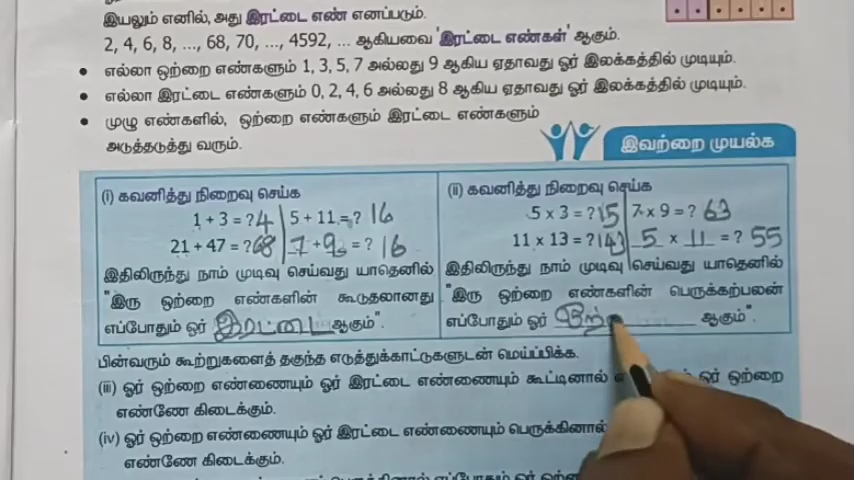 இயலும் எனில், அது இரட்டை எண் எனப்படும்.
2, 4, 6, 8, ..., 68, 70, ..., 4592, ... ஆகியவை 'இரட்டை எண்கள்' ஆகும்.
• எல்லா ஒற்றை எண்களும் 1, 3, 5, 7 அல்லது 9 ஆகிய ஏதாவது ஓர் இலக்கத்தில் முடியும்.
• எல்லா இரட்டை எண்களும் 0, 2, 4, 6 அல்லது 8 ஆகிய ஏதாவது ஓர் இலக்கத்தில் முடியும்.
• முழு எண்களில், ஒற்றை எண்களும் இரட்டை எண்களும்
அடுத்தடுத்து வரும்.
இவற்றை முயல்க
(i) கவனித்து நிறைவு செய்க
1 + 3 = ? 4 5 + 11 = ? 16
21 + 47 = ? 68 7 + 9 = ? 16
இதிலிருந்து நாம் முடிவு செய்வது யாதெனில்
"இரு ஒற்றை எண்களின் கூடுதலானது
எப்போதும் ஓர் இரட்டை ஆகும்".
(ii) கவனித்து நிறைவு செய்க
5 x 3 = ? 15 7 x 9 = ? 63
11 x 13 = ? 143 5 x 11 = ? 55
இதிலிருந்து நாம் முடிவு செய்வது யாதெனில்
"இரு ஒற்றை எண்களின் பெருக்கற்பலன்
எப்போதும் ஓர் ஒற் ஆகும்".
பின்வரும் கூற்றுகளைத் தகுந்த எடுத்துக்காட்டுகளுடன் மெய்ப்பிக்க.
(iii) ஓர் ஒற்றை எண்ணையும் ஓர் இரட்டை எண்ணையும் கூட்டினால் ஓர் ஒற்றை
எண்ணே கிடைக்கும்.
(iv) ஓர் ஒற்றை எண்ணையும் ஓர் இரட்டை எண்ணையும் பெருக்கினால்
எண்ணே கிடைக்கும்.